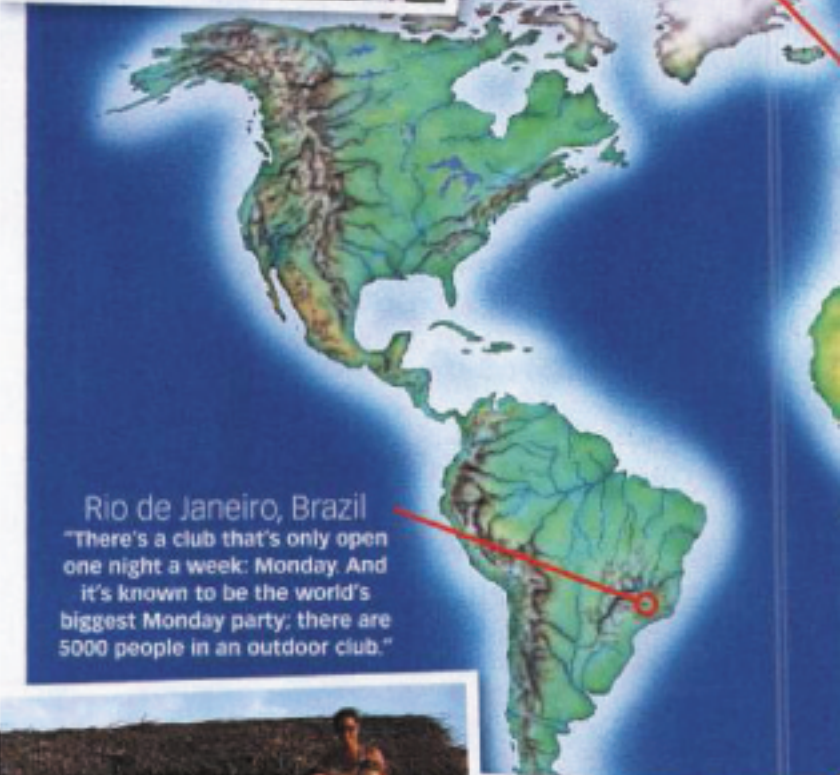 Rio de Janeiro, Brazil
"There's a club that's only open
one night a week: Monday. And
it's known to be the world's
biggest Monday party; there are
5000 people in an outdoor club."